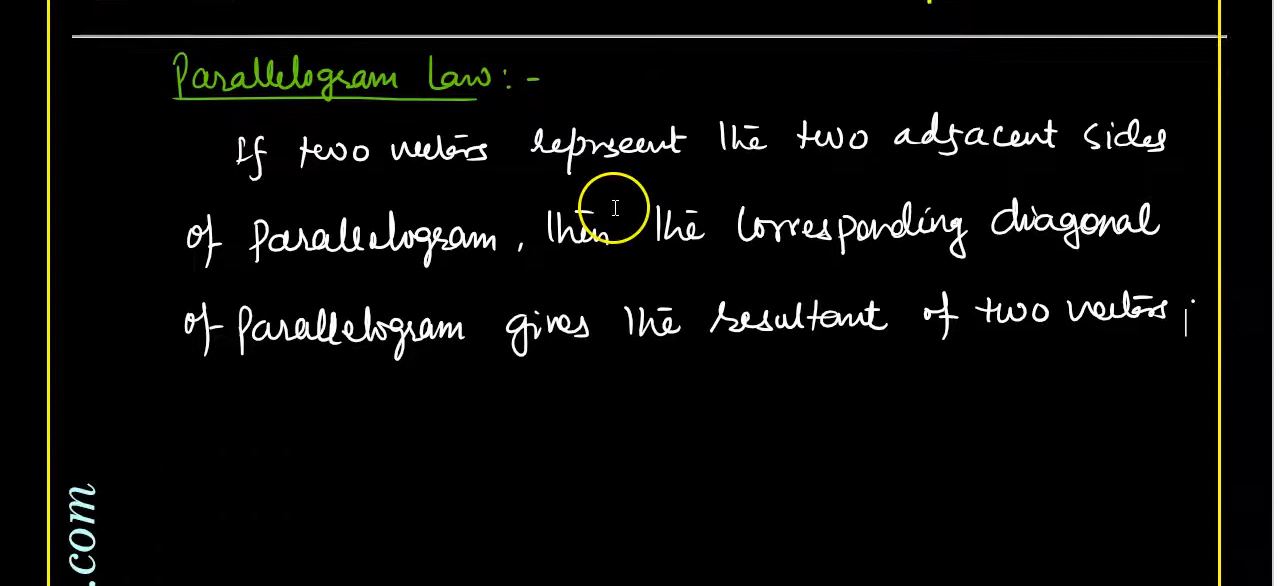 Parallelogram Law:-
If two vectors represent the two adjacent sides
of parallelogram, then the corresponding diagonal
of parallelogram gives the resultant of two vectors i
.com